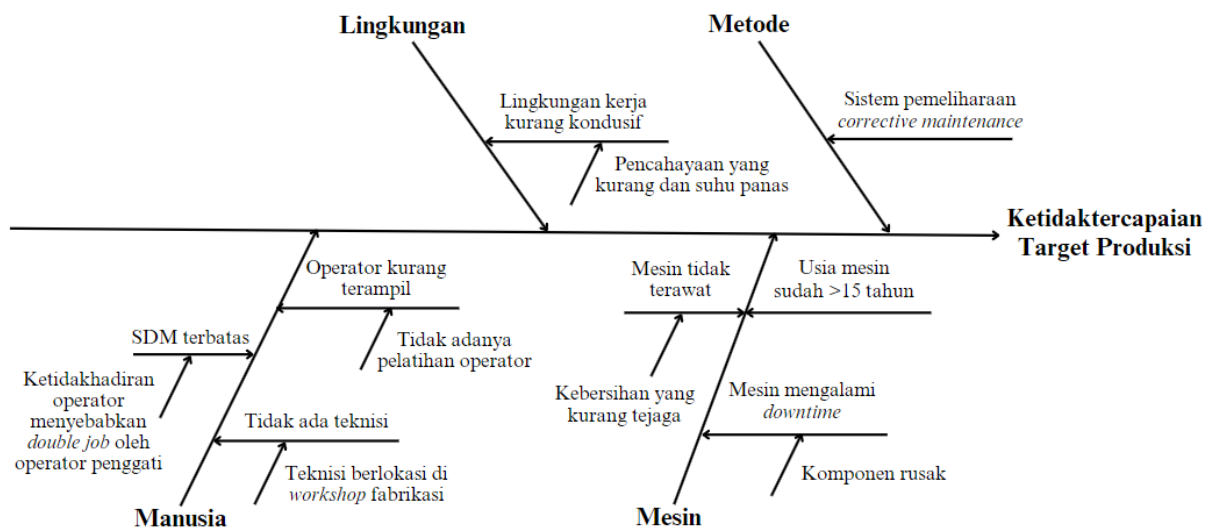 Lingkungan
Metode
Lingkungan kerja
kurang kondusif
Sistem pemeliharaan
corrective maintenance
Pencahayaan yang
kurang dan suhu panas
Ketidaktercapaian
Target Produksi
Operator kurang
terampil
Mesin tidak
terawat
Usia mesin
sudah >15 tahun
SDM terbatas
Tidak adanya
pelatihan operator
Ketidakhadiran
operator
menyebabkan
double job oleh
operator penggati
Kebersihan yang
kurang tejaga
Mesin mengalami
downtime
Tidak ada teknisi
Teknisi berlokasi di
workshop fabrikasi
Komponen rusak
Manusia
Mesin